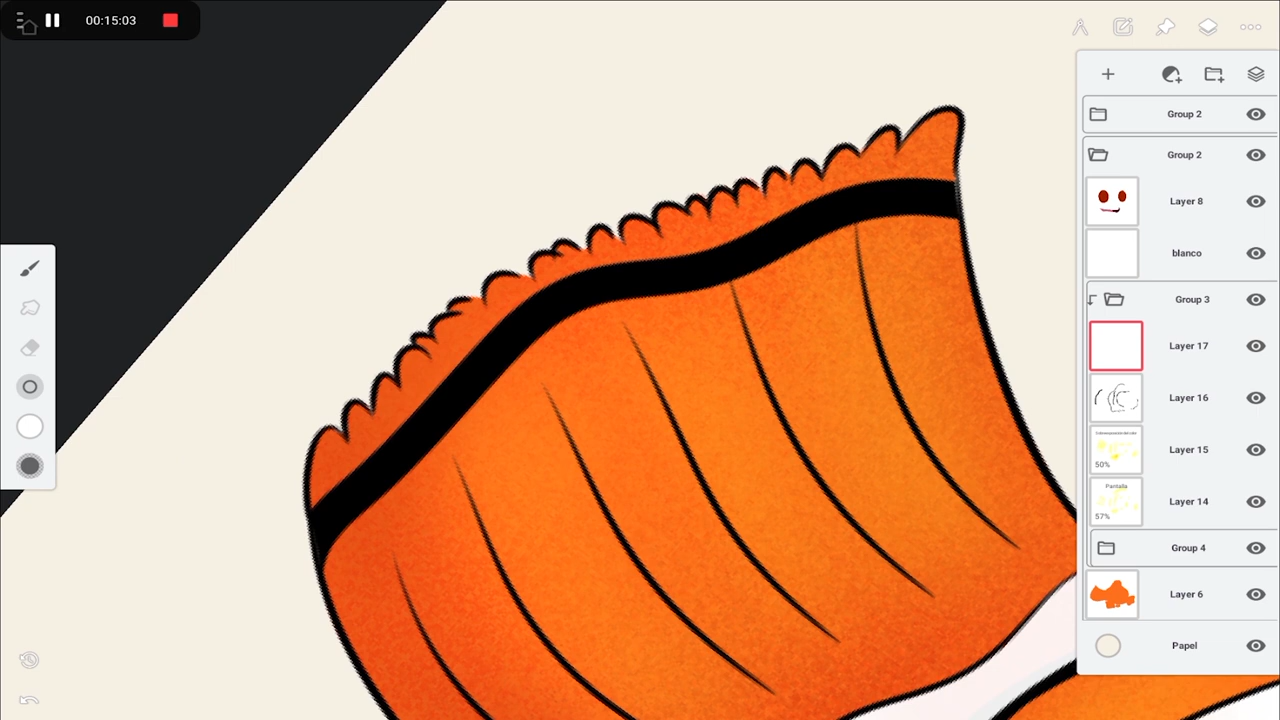 00:15:03
Group 2
Group 2
Layer 8
blanco
Group 3
Layer 17
Layer 16
Layer 15
50%
Pantalla
Layer 14
57%
Group 4
Layer 6
Papel